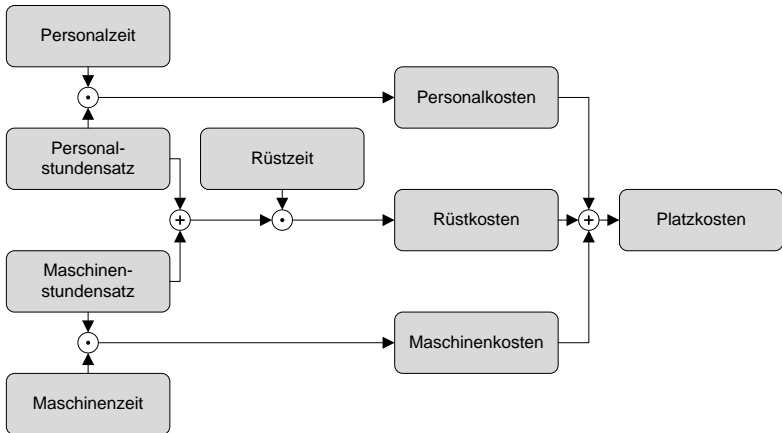 Personalzeit
Personalkosten
Personal-
stundensatz
Rüstzeit
Rüstkosten
Platzkosten
Maschinen-
stundensatz
Maschinenkosten
Maschinenzeit